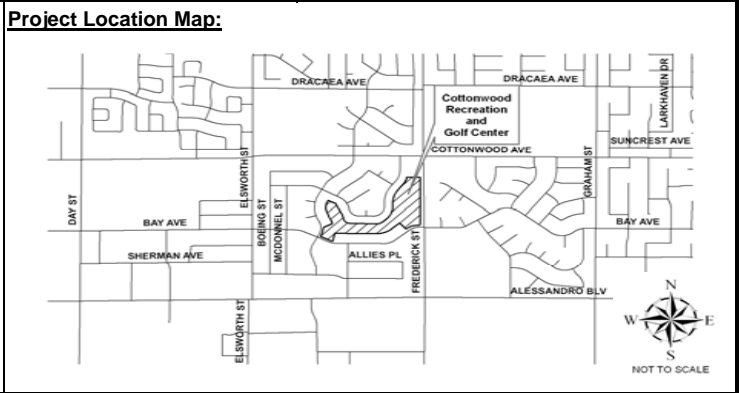 Project Location Map:
DRACAEA AVE
DRACAEA AVE
LARKHAVEN DR
Cottonwood
Recreation
and
Golf Center
COTTONWOOD AVE
SUNCREST AVE
ELSWORTH ST
GRAHAM ST
DAY ST
BOEING ST
MCDONNEL ST
BAY AVE
BAY AVE
SHERMAN AVE
ALLIES PL
FREDERICK ST
ALESSANDRO BLV
ELSWORTH ST
N
W
E
S
NOT TO SCALE